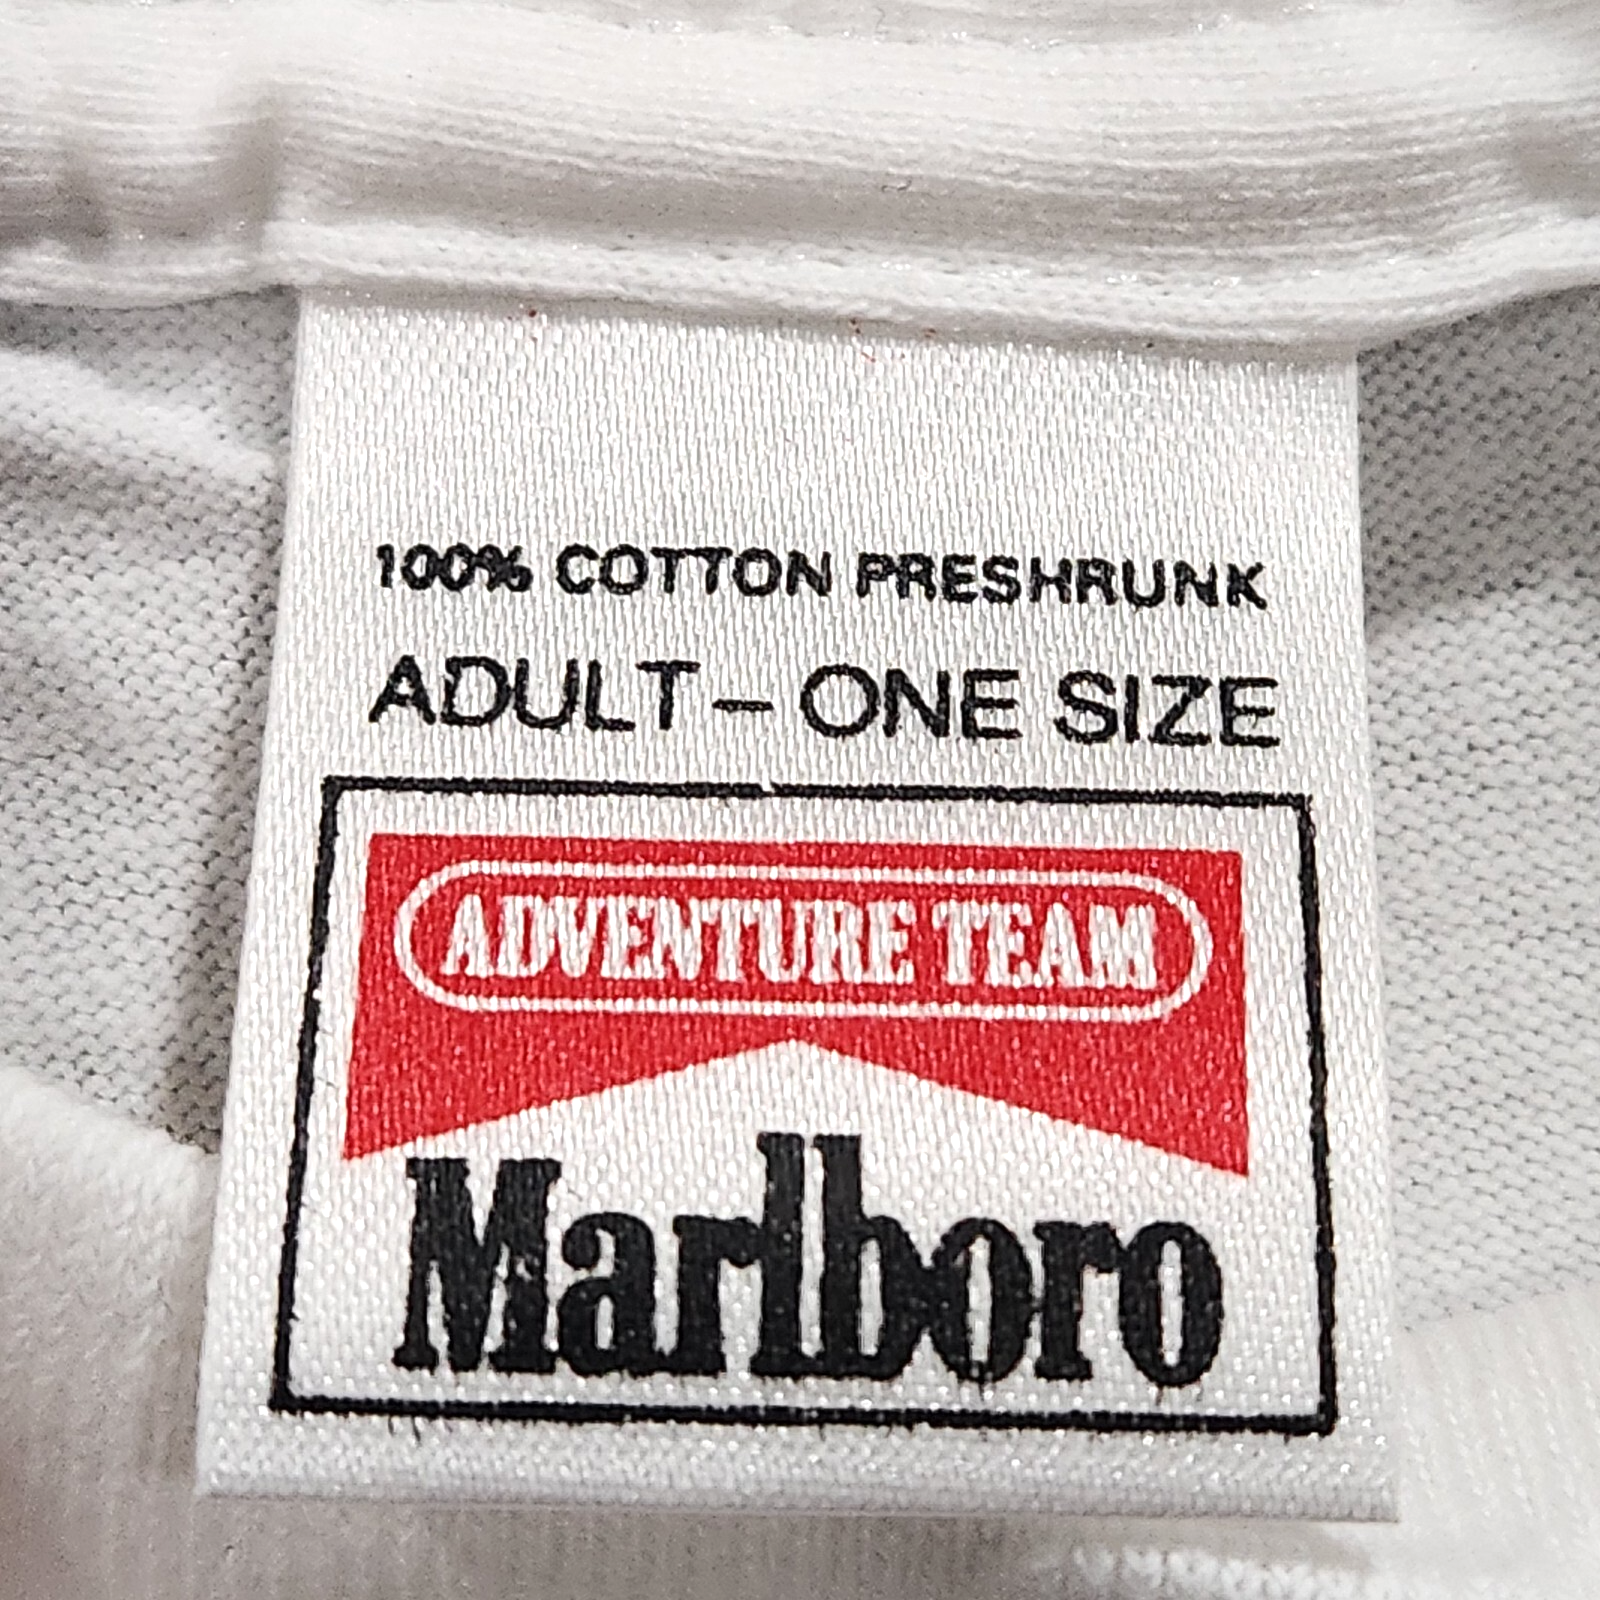 100% COTTON PRESHRUNK
ADULT – ONE SIZE
ADVENTURE TEAM
Marlboro